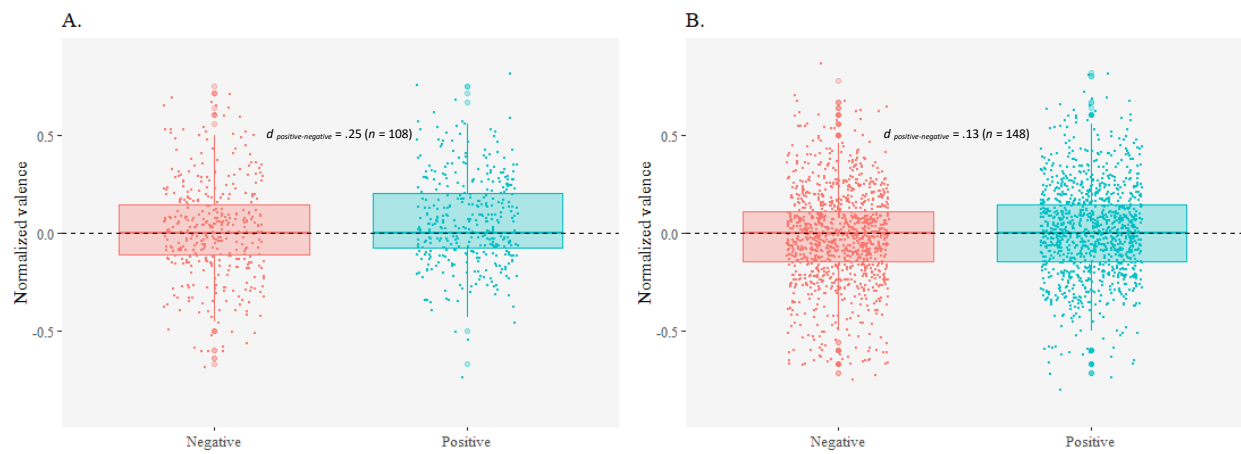 A.
Normalized valence
0.5
0.0
-0.5
d positive-negative = .25 (n = 108)
Negative
Positive
B.
Normalized valence
0.5
0.0
-0.5
d positive-negative = .13 (n = 148)
Negative
Positive